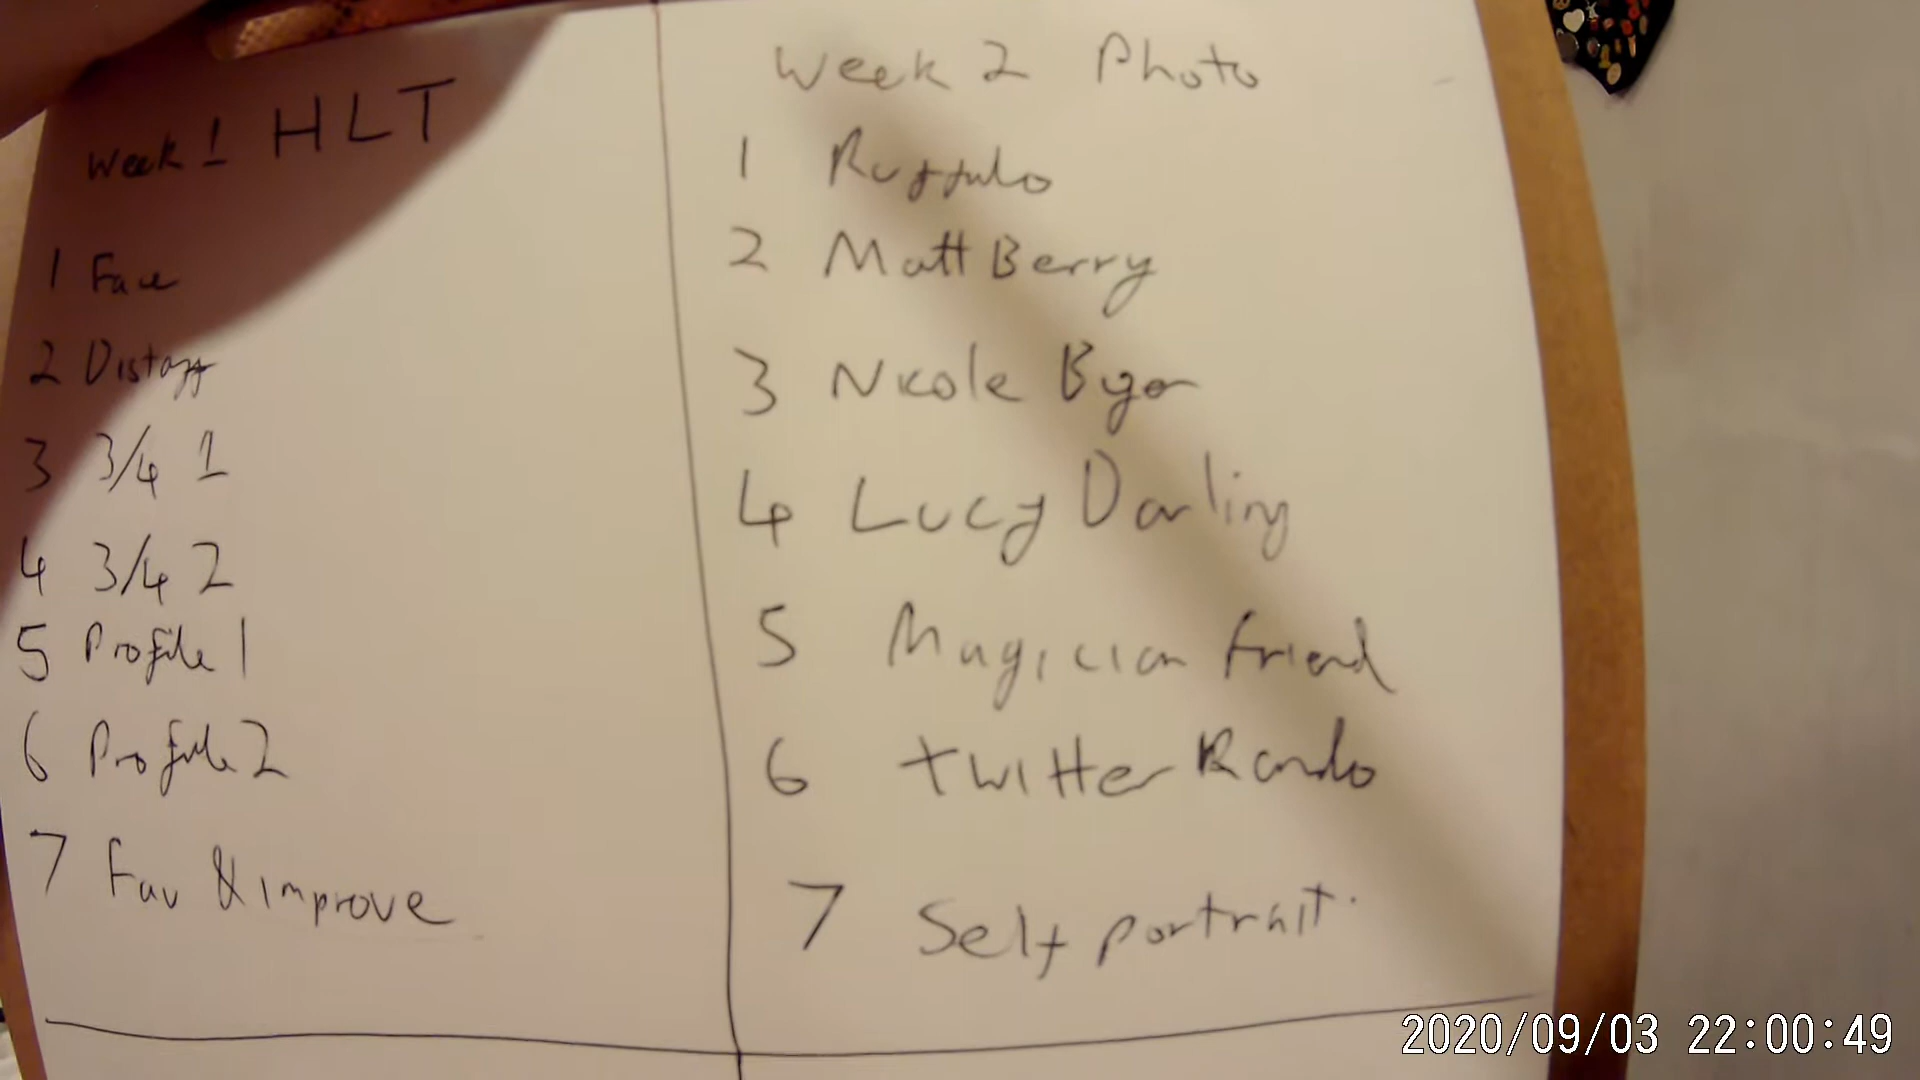 Week 1 HLT
1 Face
2
3 3/4 1
4 3/4 2
5 Profile 1
6 Profile 2
7 Fav & improve
Week 2 Photo
1 Ruffulo
2 Matt Berry
3 Nicole Byer
4 Lucy Darling
5 Magician friend
6 twitter Rando
7 Self portrait.
2020/09/03 22:00:49